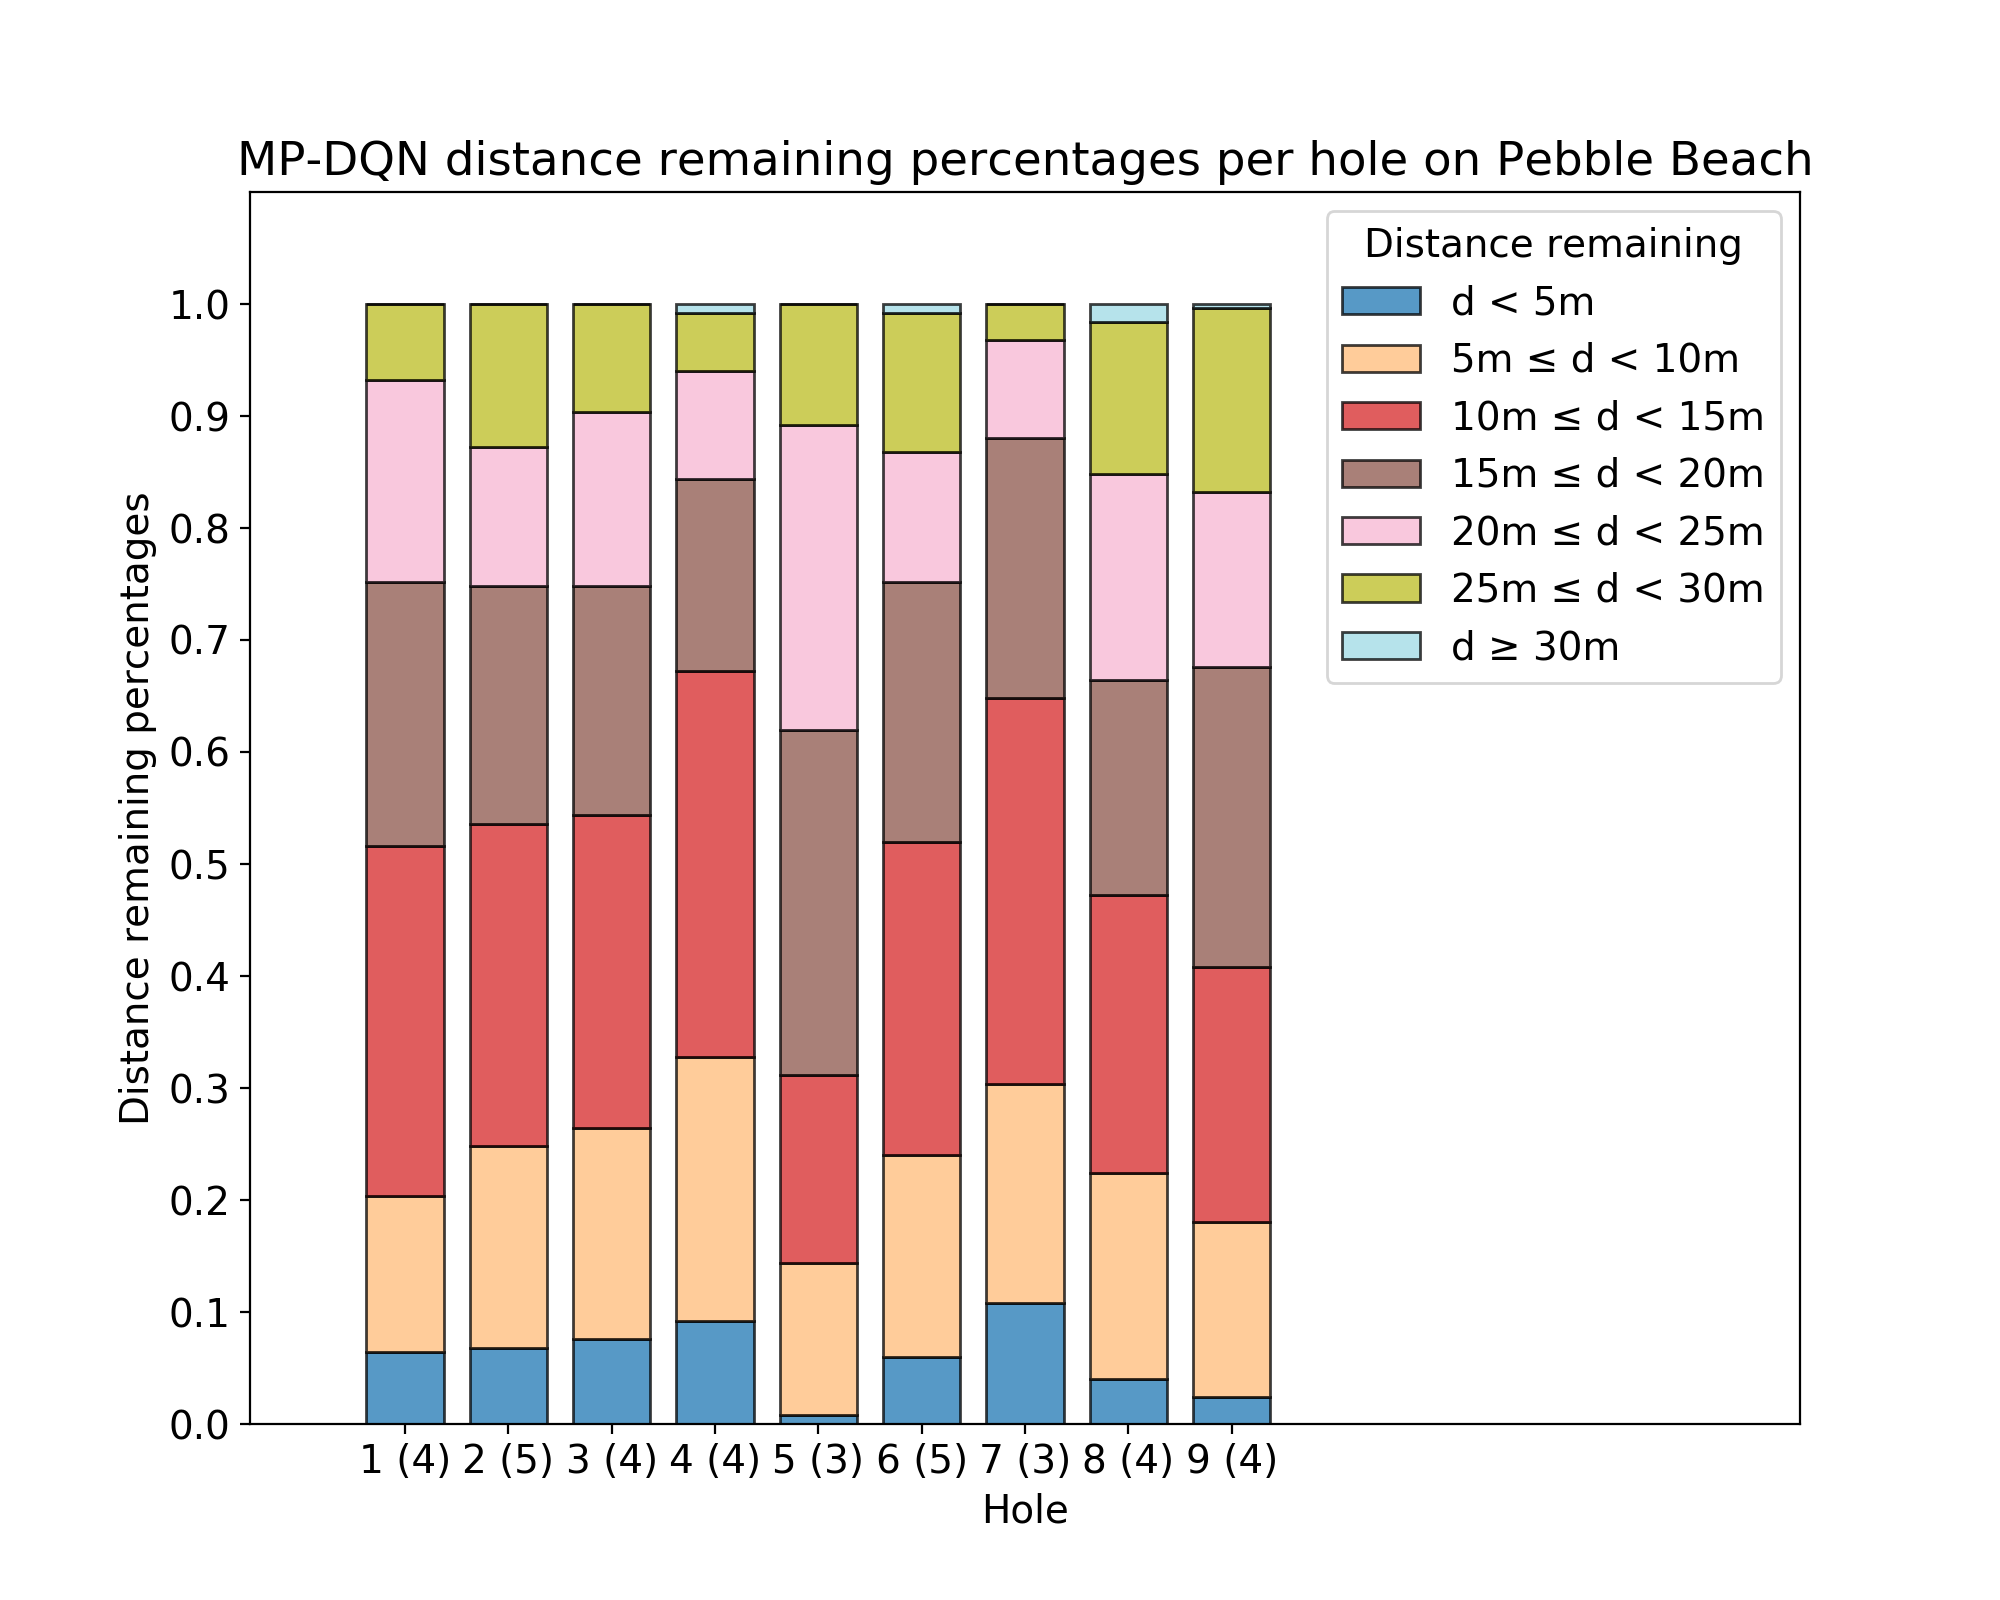 MP-DQN distance remaining percentages per hole on Pebble Beach
Distance remaining
d < 5m
5m ≤ d < 10m
10m ≤ d < 15m
15m ≤ d < 20m
20m ≤ d < 25m
25m ≤ d < 30m
d ≥ 30m
Distance remaining percentages
1.0
0.9
0.8
0.7
0.6
0.5
0.4
0.3
0.2
0.1
0.0
1 (4) 2 (5) 3 (4) 4 (4) 5 (3) 6 (5) 7 (3) 8 (4) 9 (4)
Hole